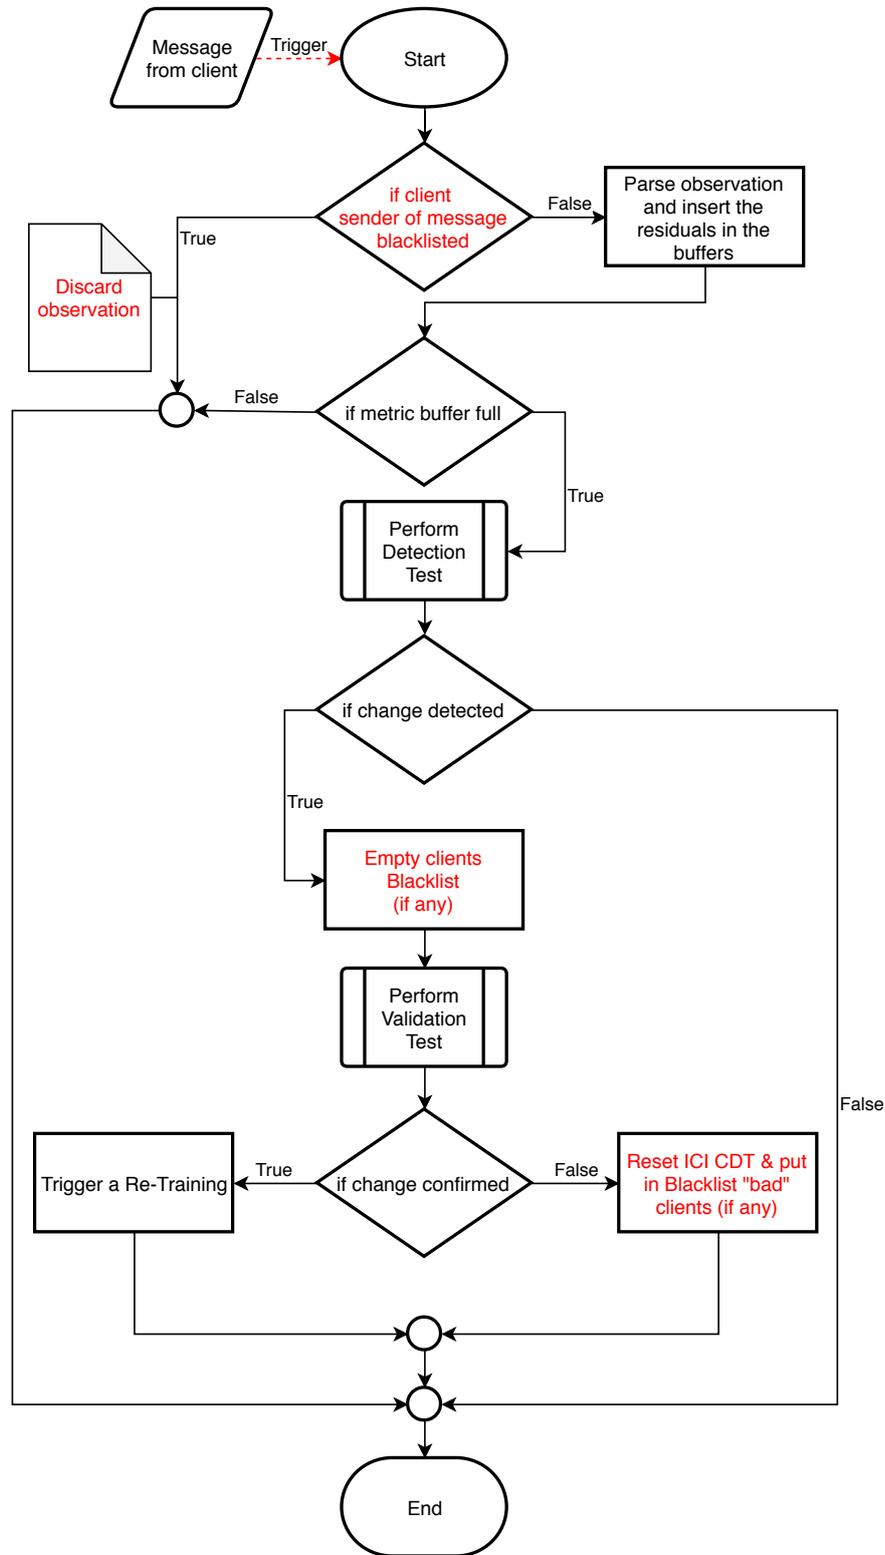 Message
from client
Trigger
Start
if client
sender of message
blacklisted
False
Parse observation
and insert the
residuals in the
buffers
True
Discard
observation
False
if metric buffer full
True
Perform
Detection
Test
if change detected
True
Empty clients
Blacklist
(if any)
Perform
Validation
Test
False
Trigger a Re-Training
True
if change confirmed
False
Reset ICI CDT & put
in Blacklist "bad"
clients (if any)
End